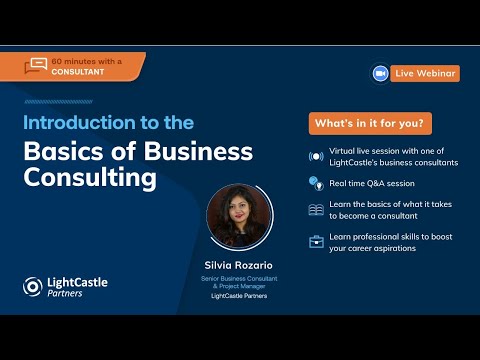 60 minutes with a
CONSULTANT
Live Webinar
Introduction to the
Basics of Business
Consulting
What's in it for you?
Virtual live session with one of
LightCastle's business consultants
Real time Q&A session
Learn the basics of what it takes
to become a consultant
Learn professional skills to boost
your career aspirations
Silvia Rozario
Senior Business Consultant
& Project Manager
LightCastle Partners
LightCastle
Partners